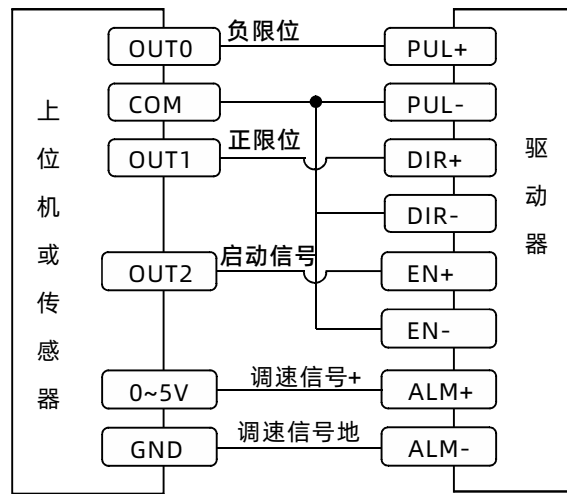 OUT0 负限位 PUL+
COM PUL-
OUT1 正限位 DIR+
DIR-
OUT2 启动信号 EN+
EN-
0~5V 调速信号+ ALM+
GND 调速信号地 ALM-
上位机或传感器
驱动器